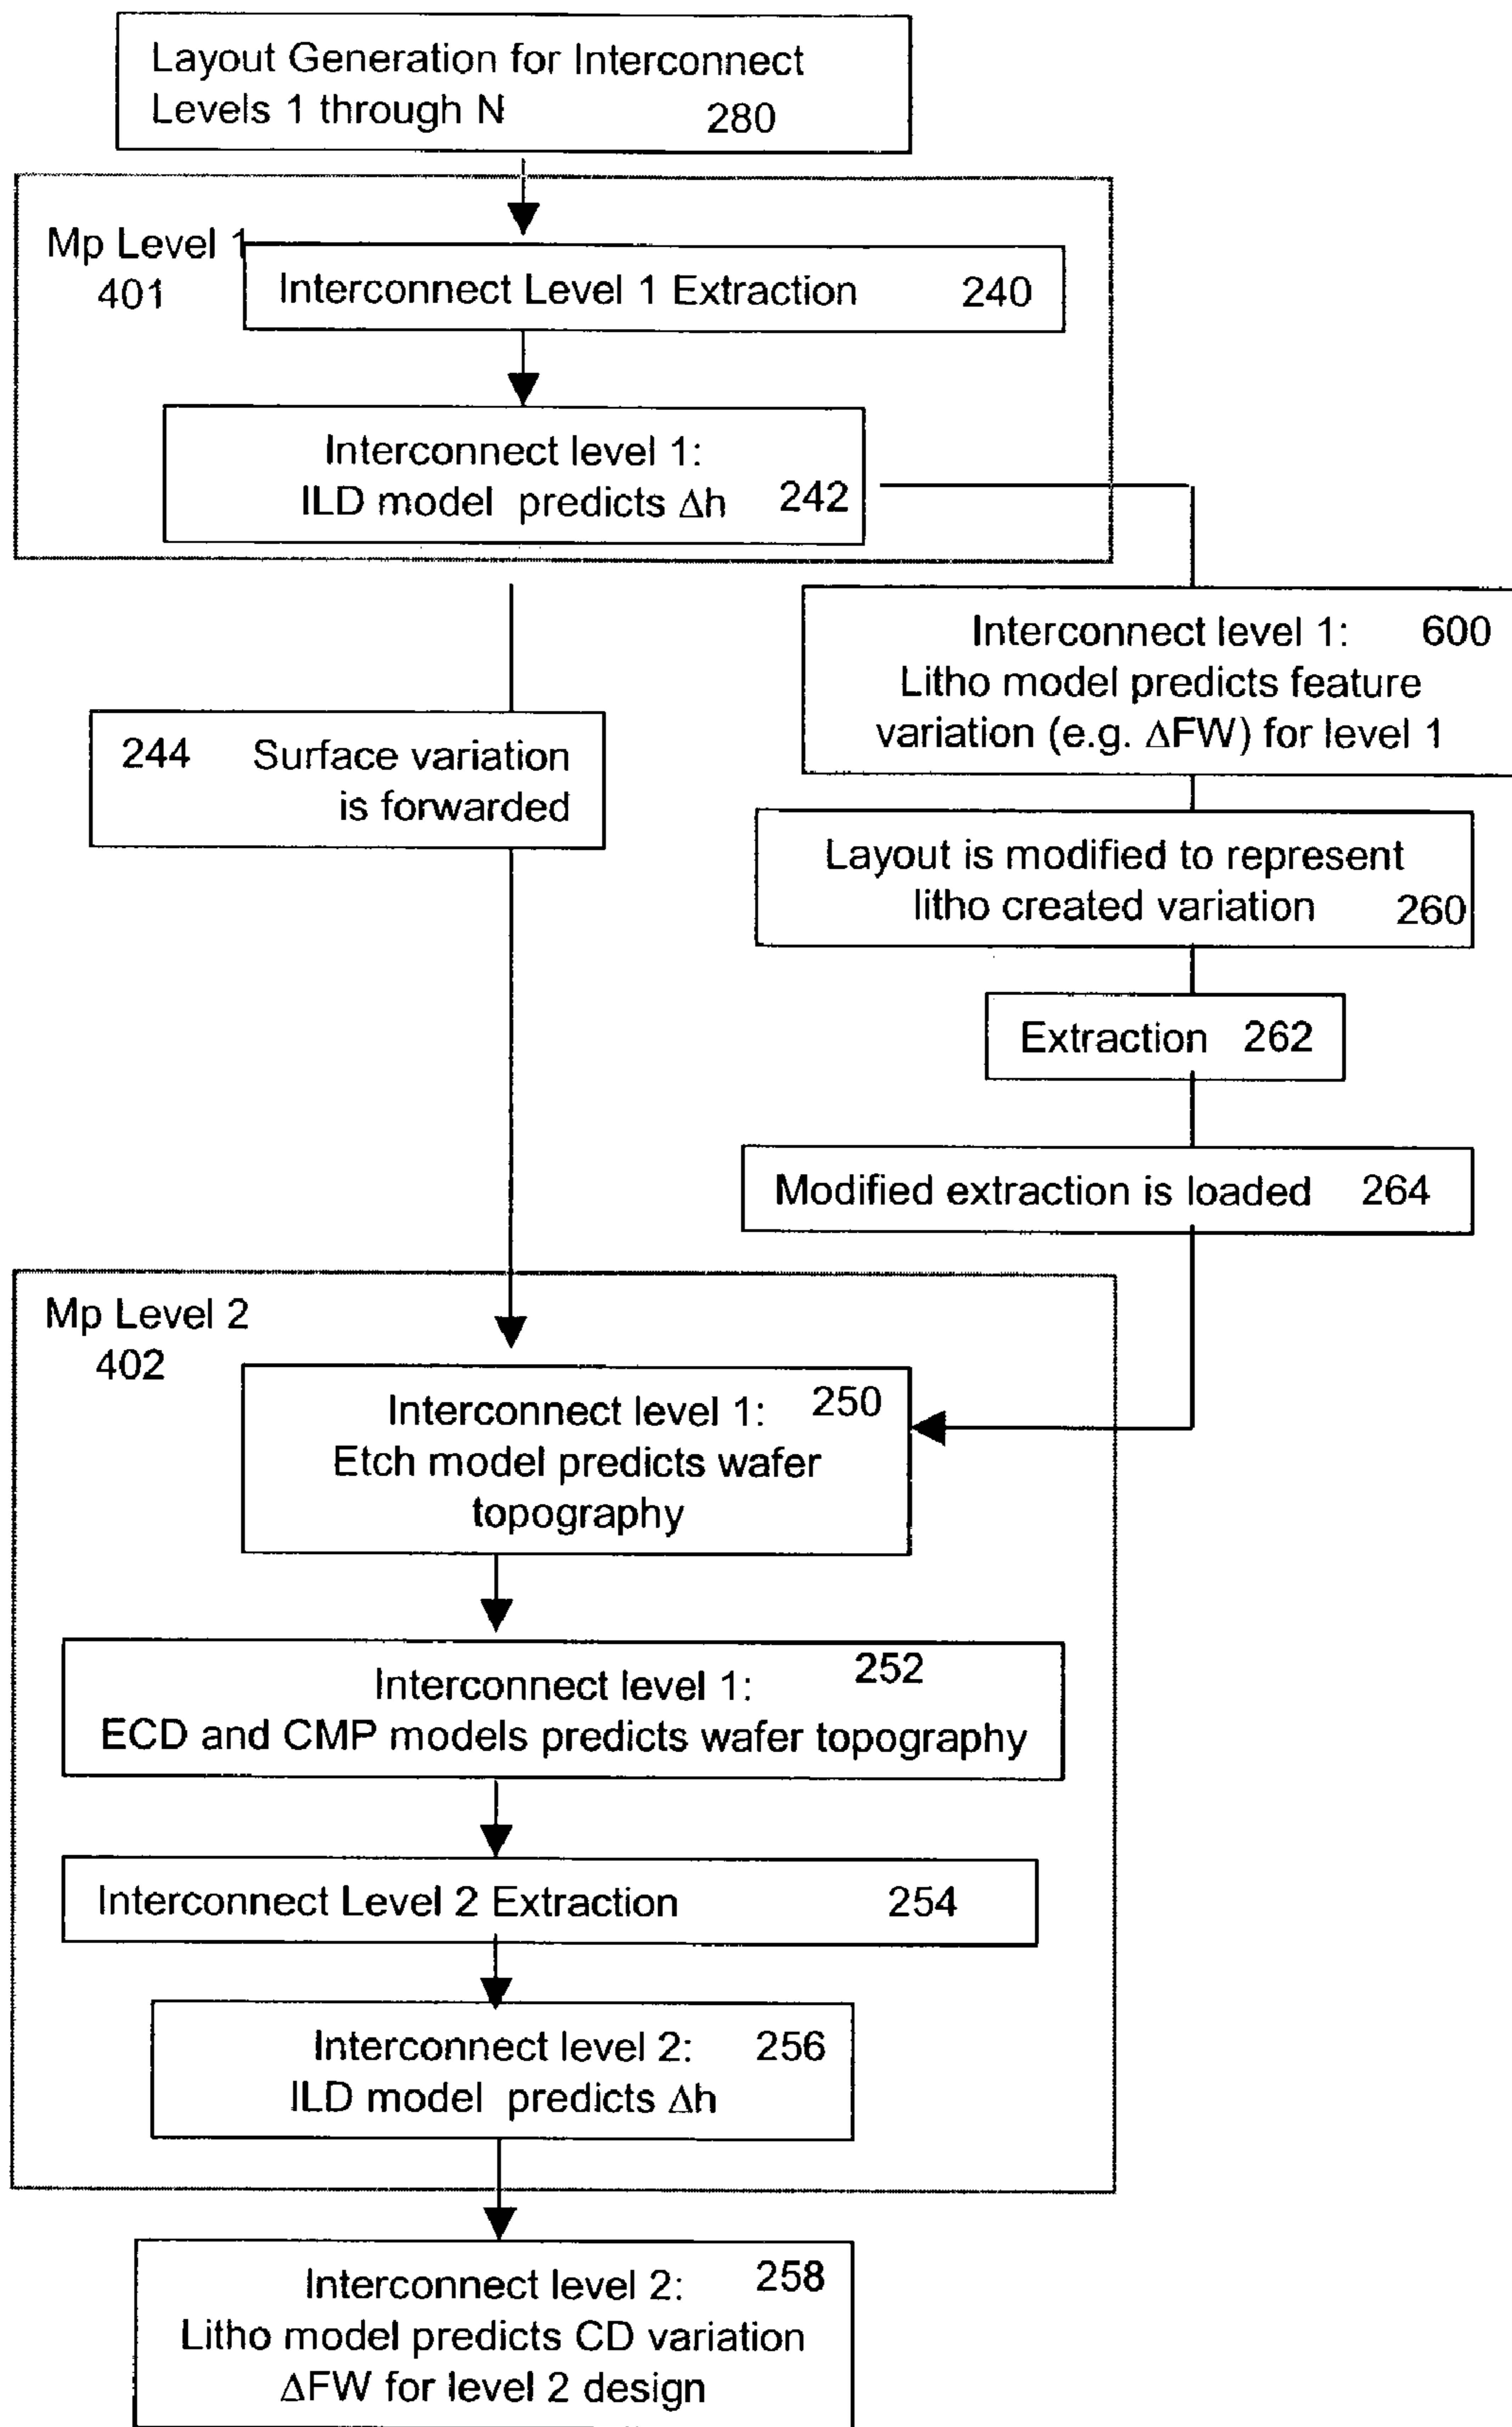 Layout Generation for Interconnect
Levels 1 through N 280
Mp Level 1
401
Interconnect Level 1 Extraction 240
Interconnect level 1:
ILD model predicts Δh 242
Interconnect level 1: 600
Litho model predicts feature
variation (e.g. ΔFW) for level 1
244 Surface variation
is forwarded
Layout is modified to represent
litho created variation 260
Extraction 262
Modified extraction is loaded 264
Mp Level 2
402
Interconnect level 1: 250
Etch model predicts wafer
topography
Interconnect level 1: 252
ECD and CMP models predicts wafer topography
Interconnect Level 2 Extraction 254
Interconnect level 2: 256
ILD model predicts Δh
Interconnect level 2: 258
Litho model predicts CD variation
ΔFW for level 2 design